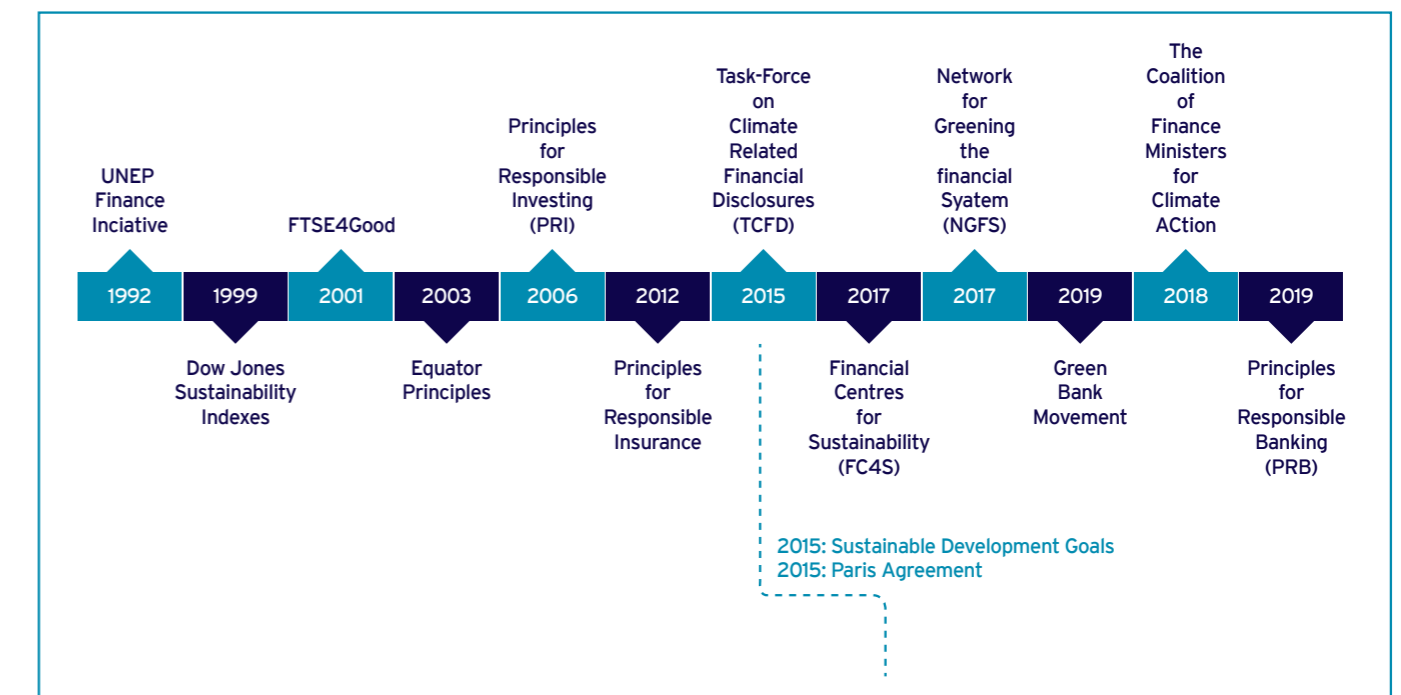 UNEP
Finance
Inciative
1992
1999
Dow Jones
Sustainability
Indexes
FTSE4Good
2001
2003
Equator
Principles
Principles
for
Responsible
Investing
(PRI)
2006
2012
Principles
for
Responsible
Insurance
Task-Force
on
Climate
Related
Financial
Disclosures
(TCFD)
2015
2017
Financial
Centres
for
Sustainability
(FC4S)
Network
for
Greening
the
financial
Syatem
(NGFS)
2017
2019
Green
Bank
Movement
The
Coalition
of
Finance
Ministers
for
Climate
ACtion
2018
2019
Principles
for
Responsible
Banking
(PRB)
2015: Sustainable Development Goals
2015: Paris Agreement